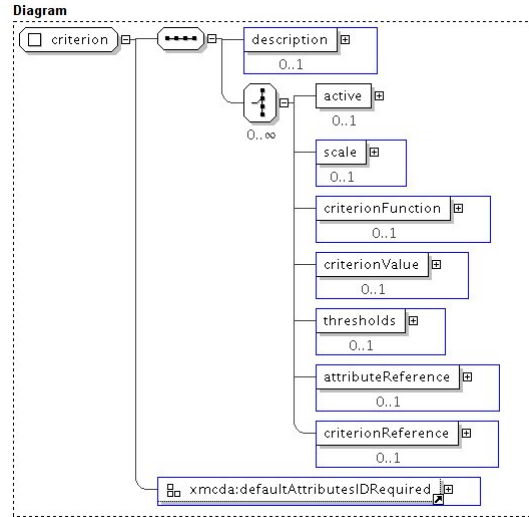 Diagram
criterion
description
0..1
0..∞
active
0..1
scale
0..1
criterionFunction
0..1
criterionValue
0..1
thresholds
0..1
attributeReference
0..1
criterionReference
0..1
xmcda:defaultAttributesIDRequired